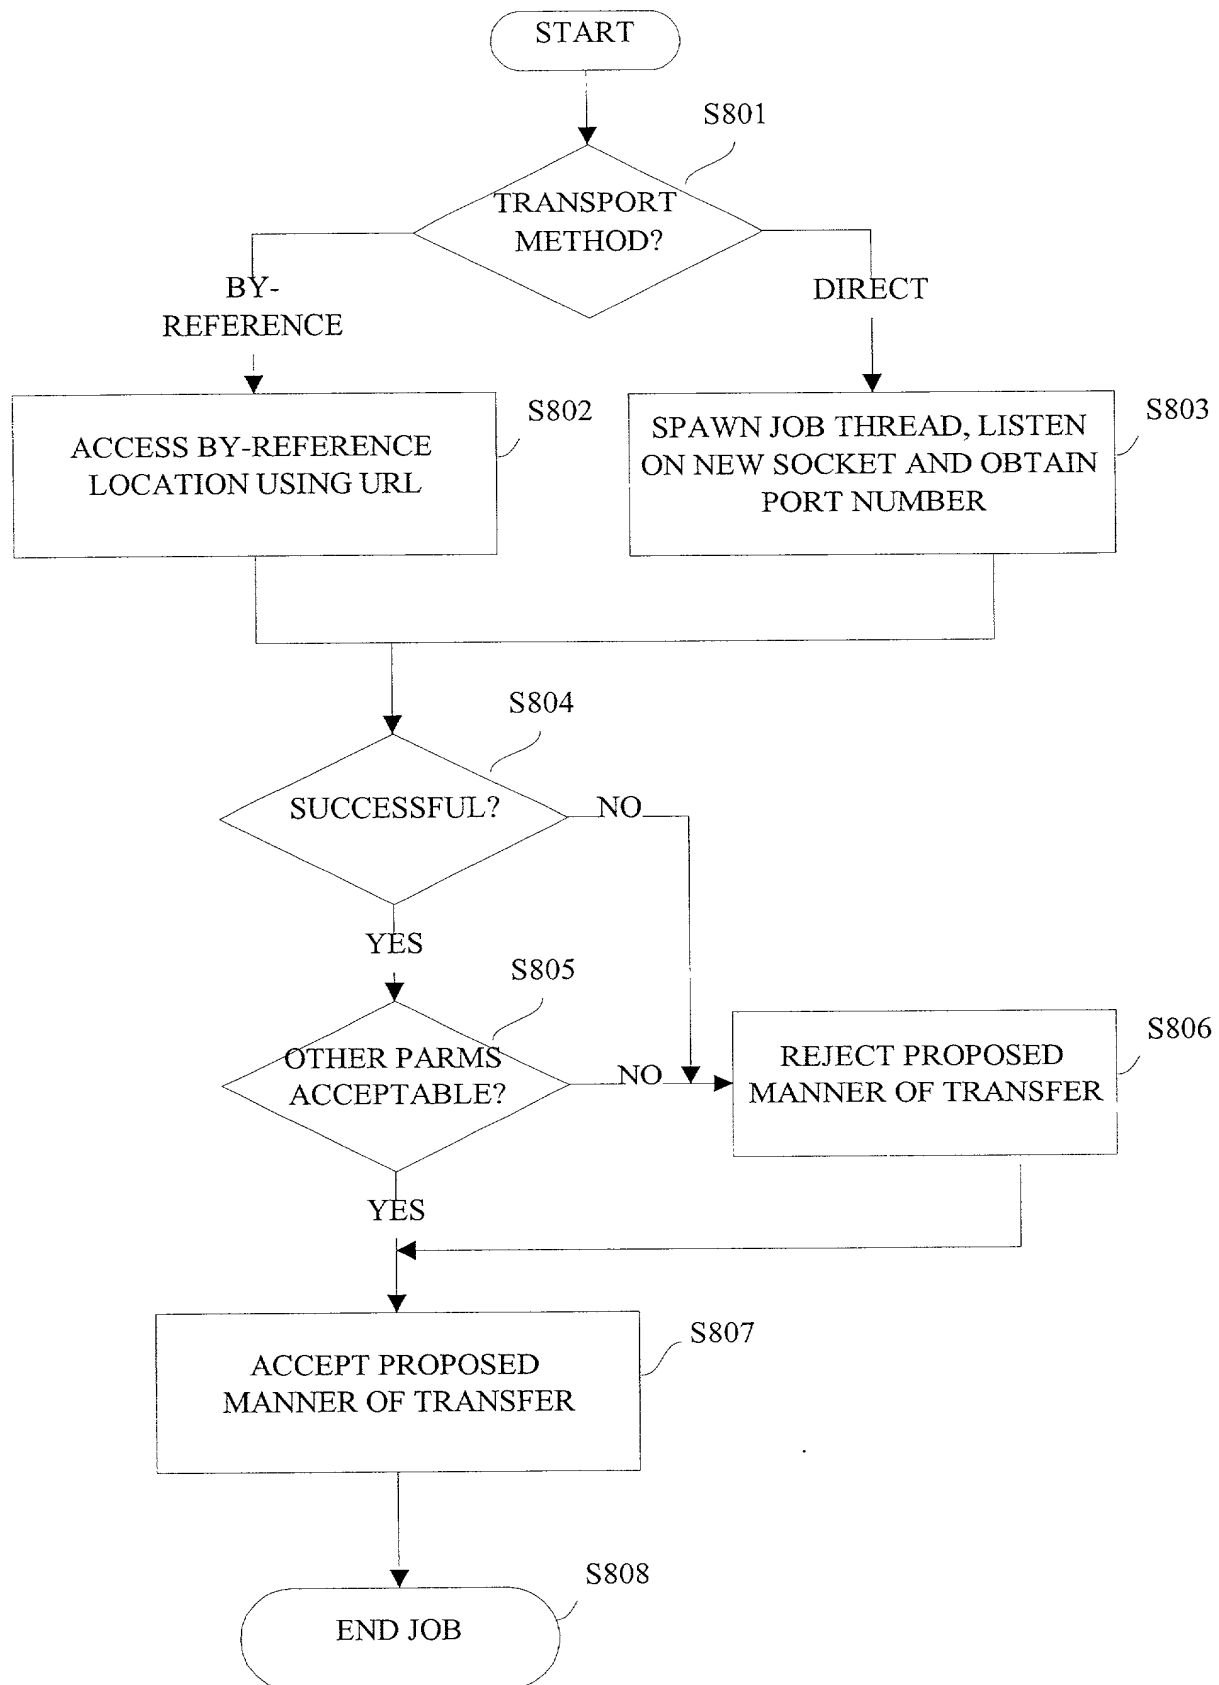 START
S801
TRANSPORT
METHOD?
BY-
REFERENCE
DIRECT
S802
ACCESS BY-REFERENCE
LOCATION USING URL
S803
SPAWN JOB THREAD, LISTEN
ON NEW SOCKET AND OBTAIN
PORT NUMBER
S804
SUCCESSFUL?
NO
YES
S805
OTHER PARMS
ACCEPTABLE?
NO
S806
REJECT PROPOSED
MANNER OF TRANSFER
YES
S807
ACCEPT PROPOSED
MANNER OF TRANSFER
S808
END JOB